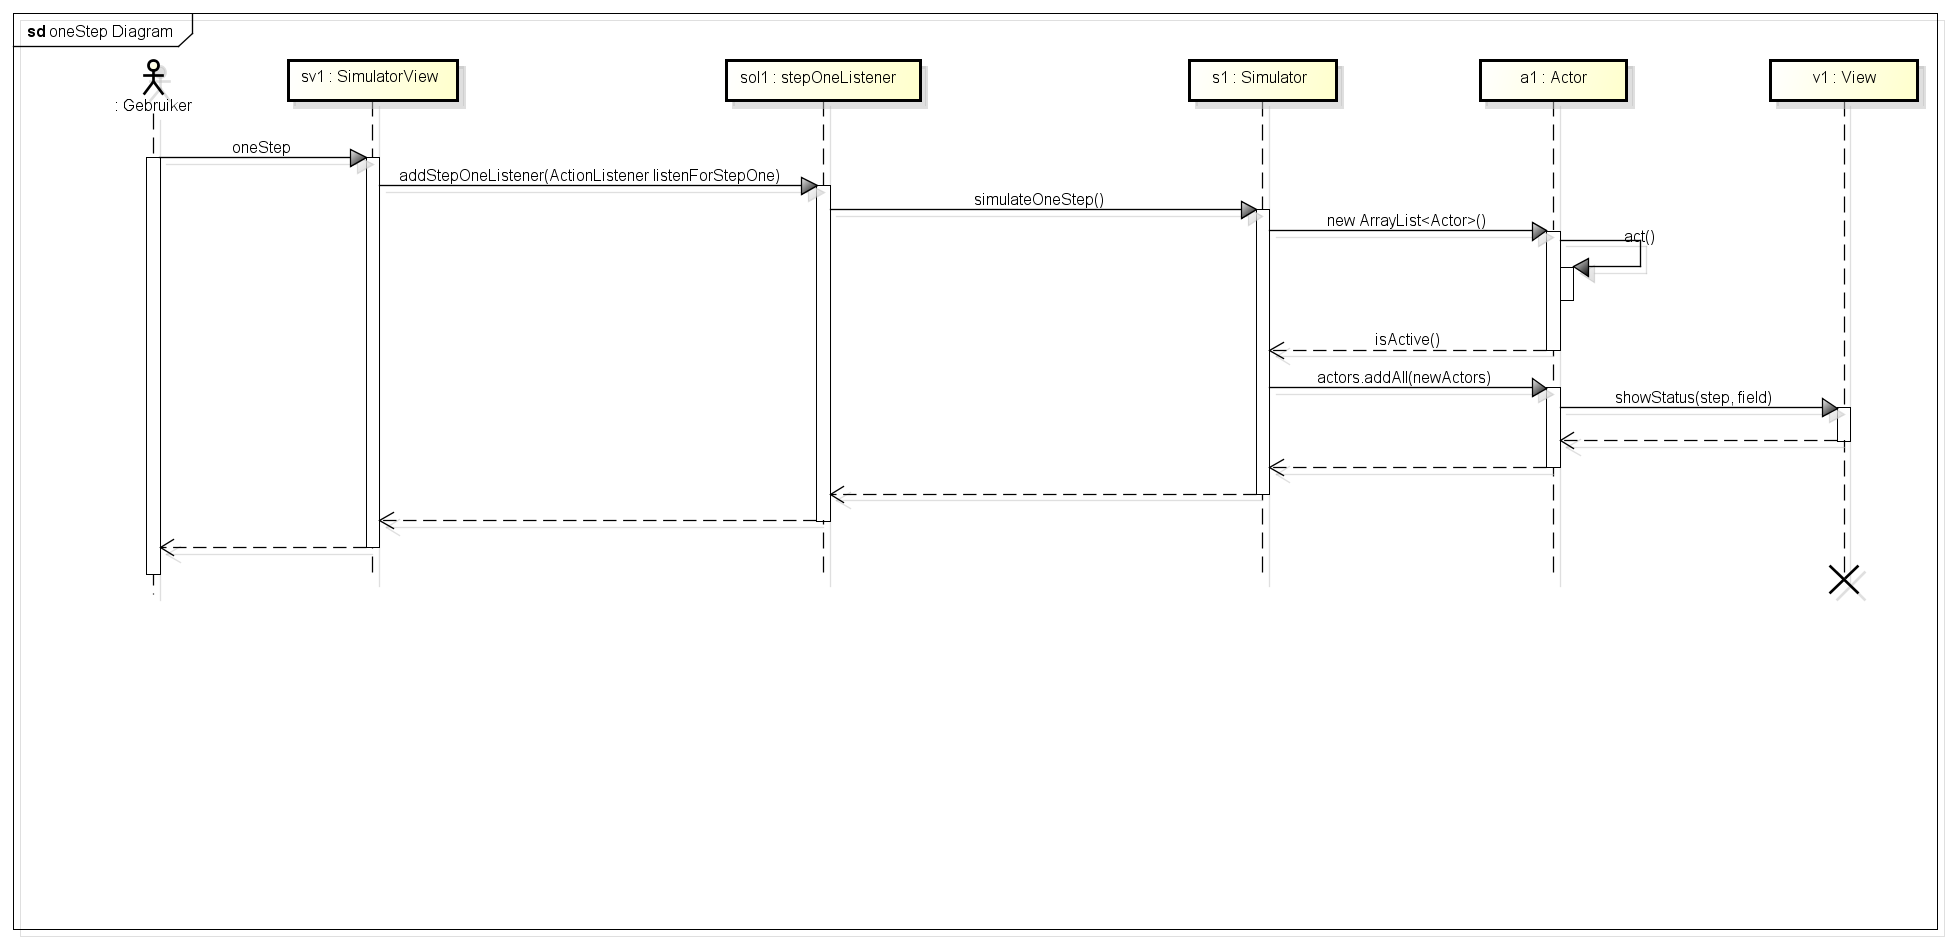 sd oneStep Diagram
: Gebruiker
sv1 : SimulatorView
sol1 : stepOneListener
s1 : Simulator
a1 : Actor
v1 : View
oneStep
addStepOneListener(ActionListener listenForStepOne)
simulateOneStep()
new ArrayList<Actor>()
act()
isActive()
actors.addAll(newActors)
showStatus(step, field)